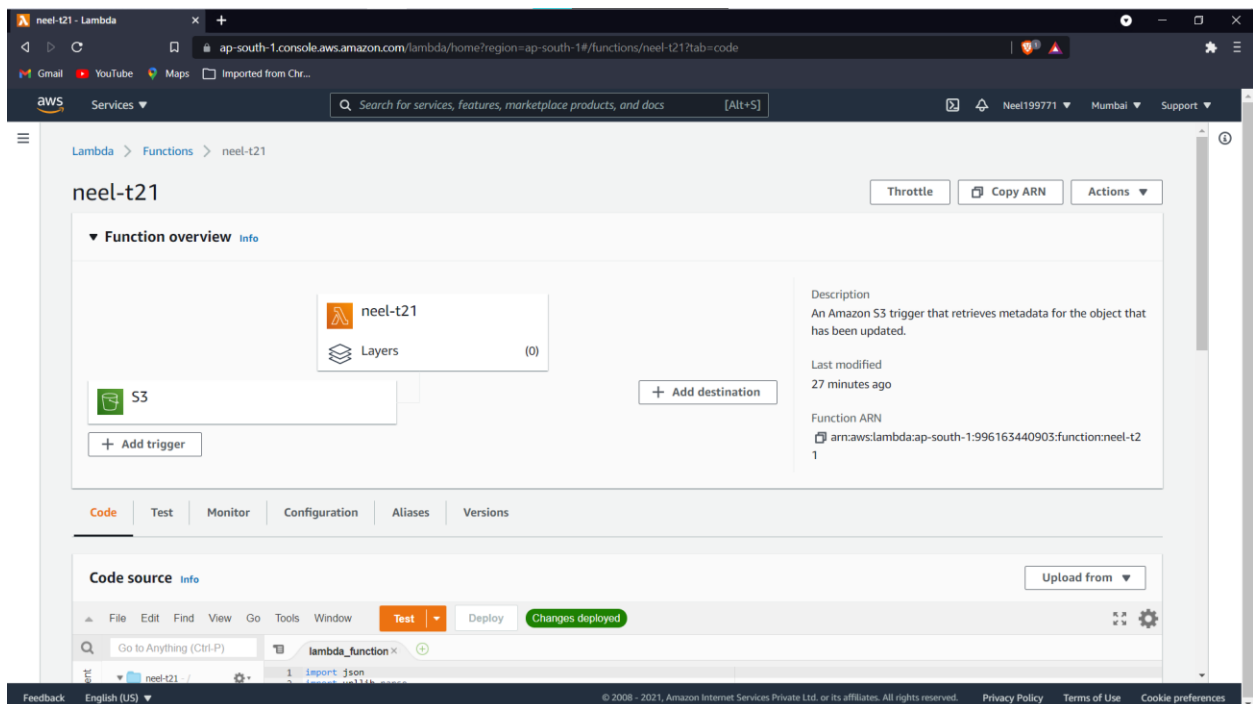 neel-t21 - Lambda
ap-south-1.console.aws.amazon.com/lambda/home?region=ap-south-1#/functions/neel-t21?tab=code
Gmail YouTube Maps Imported from Chr...
aws Services Search for services, features, marketplace products, and docs [Alt+S] Neel199771 Mumbai Support
Lambda > Functions > neel-t21
neel-t21
Throttle Copy ARN Actions
Function overview Info
neel-t21
Layers (0)
S3
+ Add trigger
+ Add destination
Description
An Amazon S3 trigger that retrieves metadata for the object that
has been updated.
Last modified
27 minutes ago
Function ARN
arn:aws:lambda:ap-south-1:996163440903:function:neel-t2
1
Code Test Monitor Configuration Aliases Versions
Code source Info
Upload from
File Edit Find View Go Tools Window Test Deploy Changes deployed
Go to Anything (Ctrl-P) lambda_function
neel-t21 - /
1 import json
Feedback English (US) © 2008 - 2021, Amazon Internet Services Private Ltd. or its affiliates. All rights reserved. Privacy Policy Terms of Use Cookie preferences